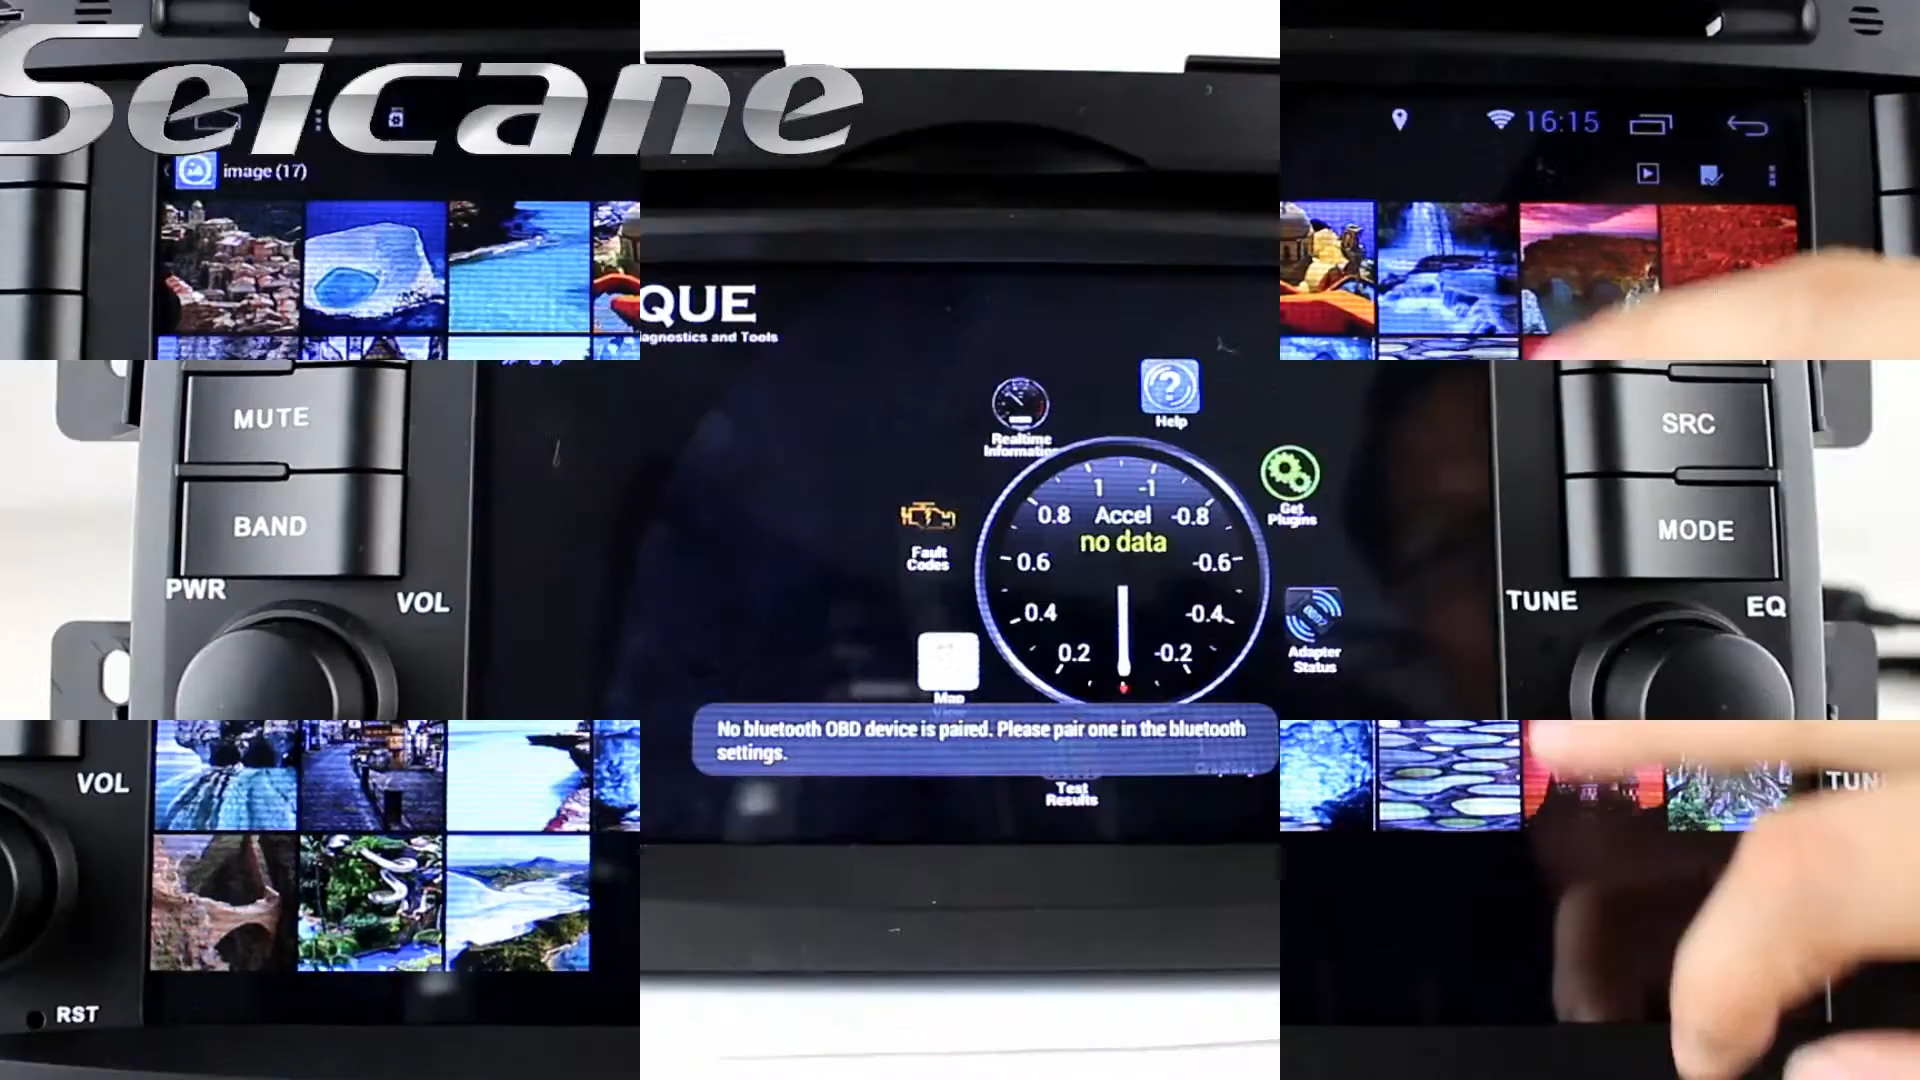 Seicane
16:15
image (17)
QUE
agnostics and Tools
MUTE
SRC
Help
Realtime
Information
BAND
MODE
1 -1
0.8 Accel -0.8
no data
0.6 -0.6
0.4 -0.4
0.2 -0.2
Get
Plugins
Fault
Codes
PWR
VOL
TUNE
EQ
Adapter
Status
Map
No bluetooth OBD device is paired. Please pair one in the bluetooth
settings.
Test
Results
VOL
TUN
RST